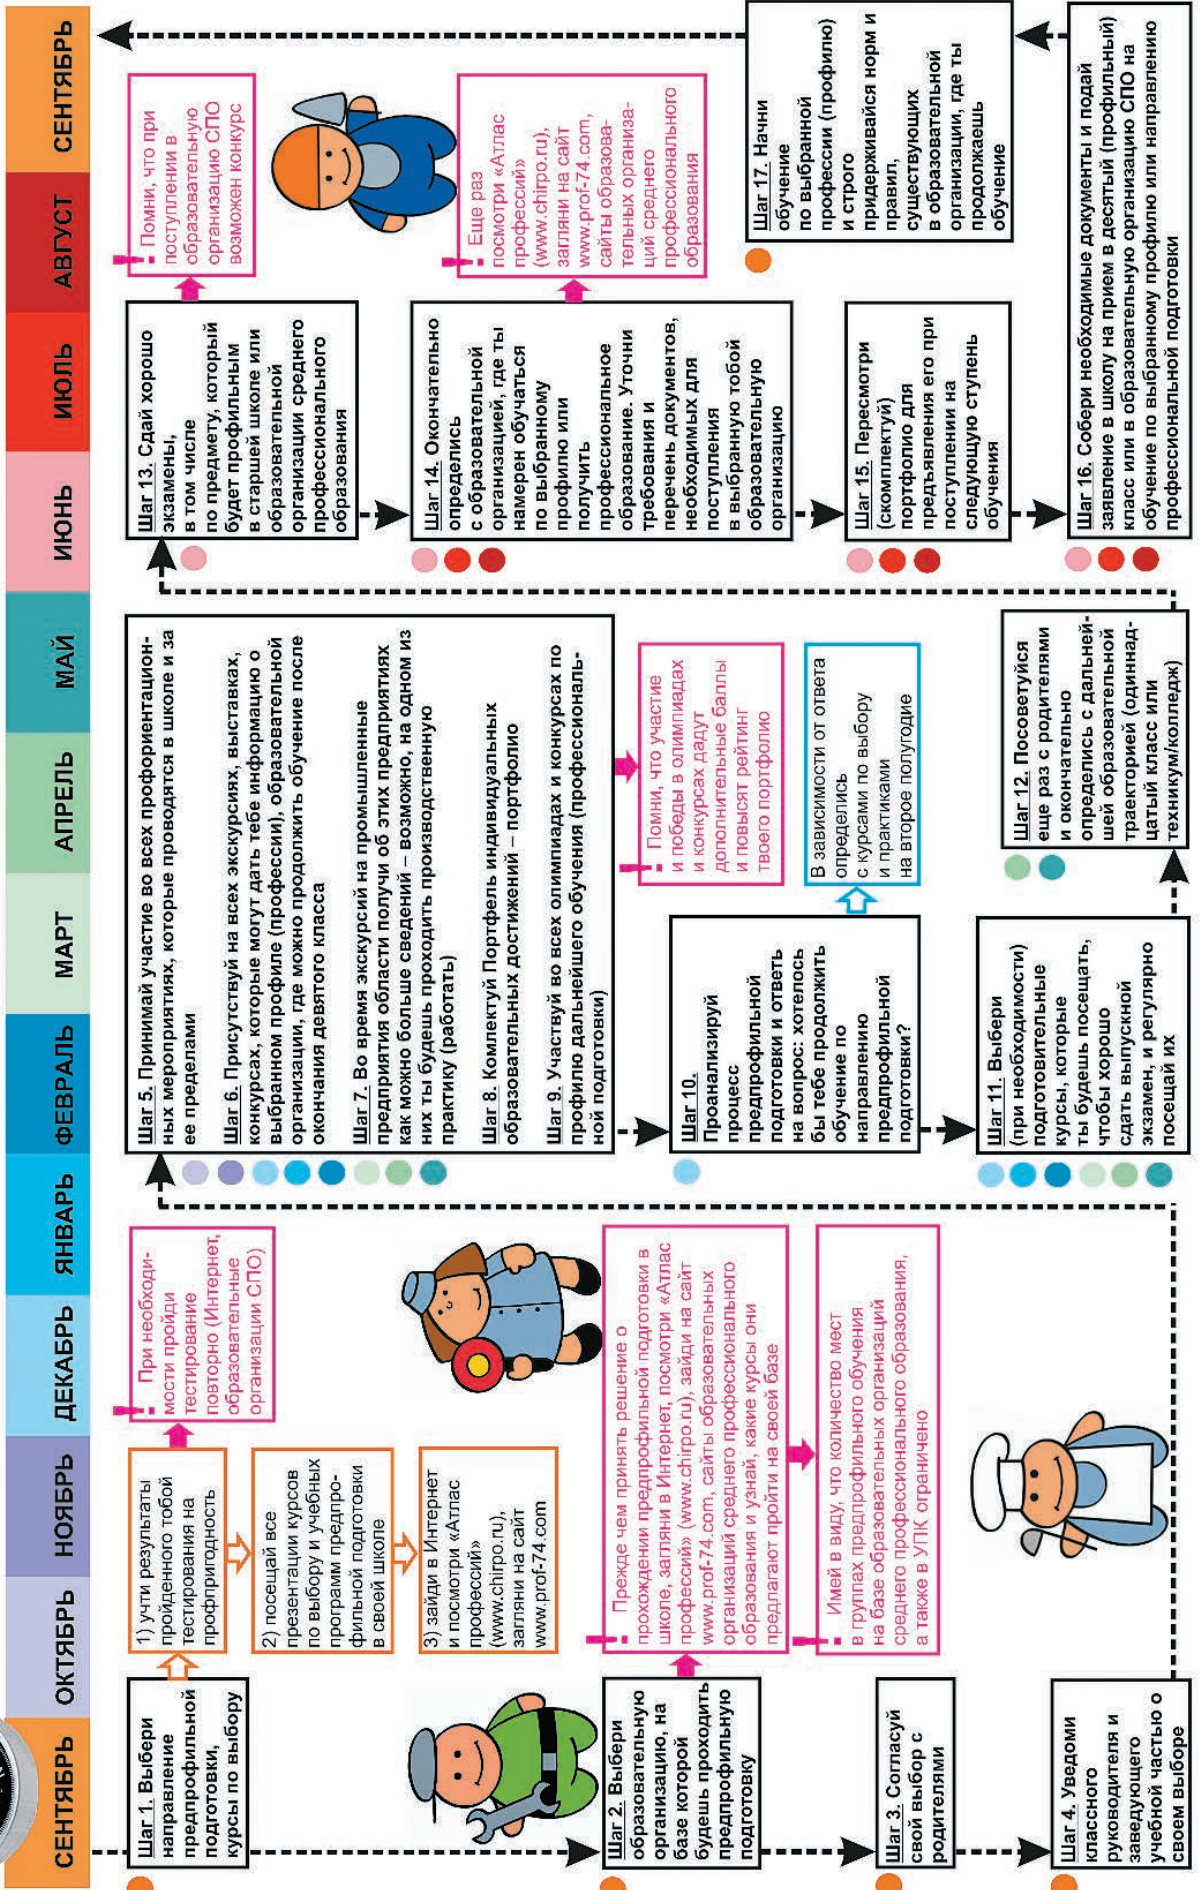 СЕНТЯБРЬ
ОКТЯБРЬ
НОЯБРЬ
ДЕКАБРЬ
ЯНВАРЬ
ФЕВРАЛЬ
МАРТ
АПРЕЛЬ
МАЙ
ИЮНЬ
ИЮЛЬ
АВГУСТ
СЕНТЯБРЬ
Шаг 1. Выбери
направление
предпрофильной
подготовки,
курсы по выбору
1) учти результаты
пройденного тобой
тестирования на
профпригодность
! При необходи-
мости пройди
тестирование
повторно (Интернет,
образовательные
организации СПО)
2) посещай все
презентации курсов
по выбору и учебных
программ предпро-
фильной подготовки
в своей школе
3) зайди в Интернет
и посмотри «Атлас
профессий»
(www.chirpo.ru),
загляни на сайт
www.prof-74.com
Шаг 2. Выбери
образовательную
организацию, на
базе которой
будешь проходить
предпрофильную
подготовку
! Прежде чем принять решение о
прохождении предпрофильной подготовки в
школе, загляни в Интернет, посмотри «Атлас
профессий» (www.chirpo.ru), зайди на сайт
www.prof-74.com, сайты образовательных
организаций среднего профессионального
образования и узнай, какие курсы они
предлагают пройти на своей базе
! Имей в виду, что количество мест
в группах предпрофильного обучения
на базе образовательных организаций
среднего профессионального образования,
а также в УПК ограничено
Шаг 3. Согласуй
свой выбор с
родителями
Шаг 4. Уведоми
классного
руководителя и
заведующего
учебной частью о
своем выборе
Шаг 5. Принимай участие во всех профориентацион-
ных мероприятиях, которые проводятся в школе и за
ее пределами
Шаг 6. Присутствуй на всех экскурсиях, выставках,
конкурсах, которые могут дать тебе информацию о
выбранном профиле (профессии), образовательной
организации, где можно продолжить обучение после
окончания девятого класса
Шаг 7. Во время экскурсий на промышленные
предприятия области получи об этих предприятиях
как можно больше сведений – возможно, на одном из
них ты будешь проходить производственную
практику (работать)
Шаг 8. Комплектуй Портфель индивидуальных
образовательных достижений – портфолио
Шаг 9. Участвуй во всех олимпиадах и конкурсах по
профилю дальнейшего обучения (профессиональ-
ной подготовки)
! Помни, что участие
и победы в олимпиадах
и конкурсах дадут
дополнительные баллы
и повысят рейтинг
твоего портфолио
Шаг 10.
Проанализируй
процесс
предпрофильной
подготовки и ответь
на вопрос: хотелось
бы тебе продолжить
обучение по
направлению
предпрофильной
подготовки?
В зависимости от ответа
определись
с курсами по выбору
и практиками
на второе полугодие
Шаг 11. Выбери
(при необходимости)
подготовительные
курсы, которые
ты будешь посещать,
чтобы хорошо
сдать выпускной
экзамен, и регулярно
посещай их
Шаг 12. Посоветуйся
еще раз с родителями
и окончательно
определись с дальней-
шей образовательной
траекторией (одиннад-
цатый класс или
техникум/колледж)
Шаг 13. Сдай хорошо
экзамены,
в том числе
по предмету, который
будет профильным
в старшей школе или
образовательной
организации среднего
профессионального
образования
! Помни, что при
поступлении в
образовательную
организацию СПО
возможен конкурс
Шаг 14. Окончательно
определись
с образовательной
организацией, где ты
намерен обучаться
по выбранному
профилю или
получить
профессиональное
образование. Уточни
требования и
перечень документов,
необходимых для
поступления
в выбранную тобой
образовательную
организацию
! Еще раз
посмотри «Атлас
профессий»
(www.chirpo.ru),
загляни на сайт
www.prof-74.com,
сайты образова-
тельных организа-
ций среднего
профессионального
образования
Шаг 15. Пересмотри
(скомплектуй)
портфолио для
предъявления его при
поступлении на
следующую ступень
обучения
Шаг 16. Собери необходимые документы и подай
заявление в школу на прием в десятый (профильный)
класс или в образовательную организацию СПО на
обучение по выбранному профилю или направлению
профессиональной подготовки
Шаг 17. Начни
обучение
по выбранной
профессии (профилю)
и строго
придерживайся норм и
правил,
существующих
в образовательной
организации, где ты
продолжаешь
обучение